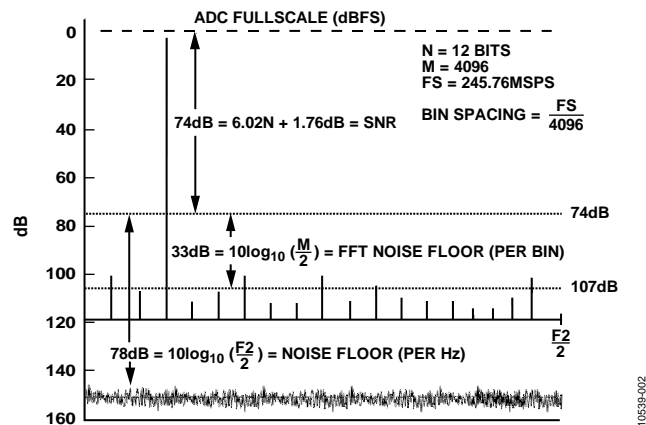 ADC FULLSCALE (dBFS)
0
20
40
60
80
100
120
140
160
dB
N = 12 BITS
M = 4096
FS = 245.76MSPS
BIN SPACING = FS/4096
74dB = 6.02N + 1.76dB = SNR
74dB
33dB = 10log10 (M/2) = FFT NOISE FLOOR (PER BIN)
107dB
F2/2
78dB = 10log10 (F2/2) = NOISE FLOOR (PER Hz)
10539-002